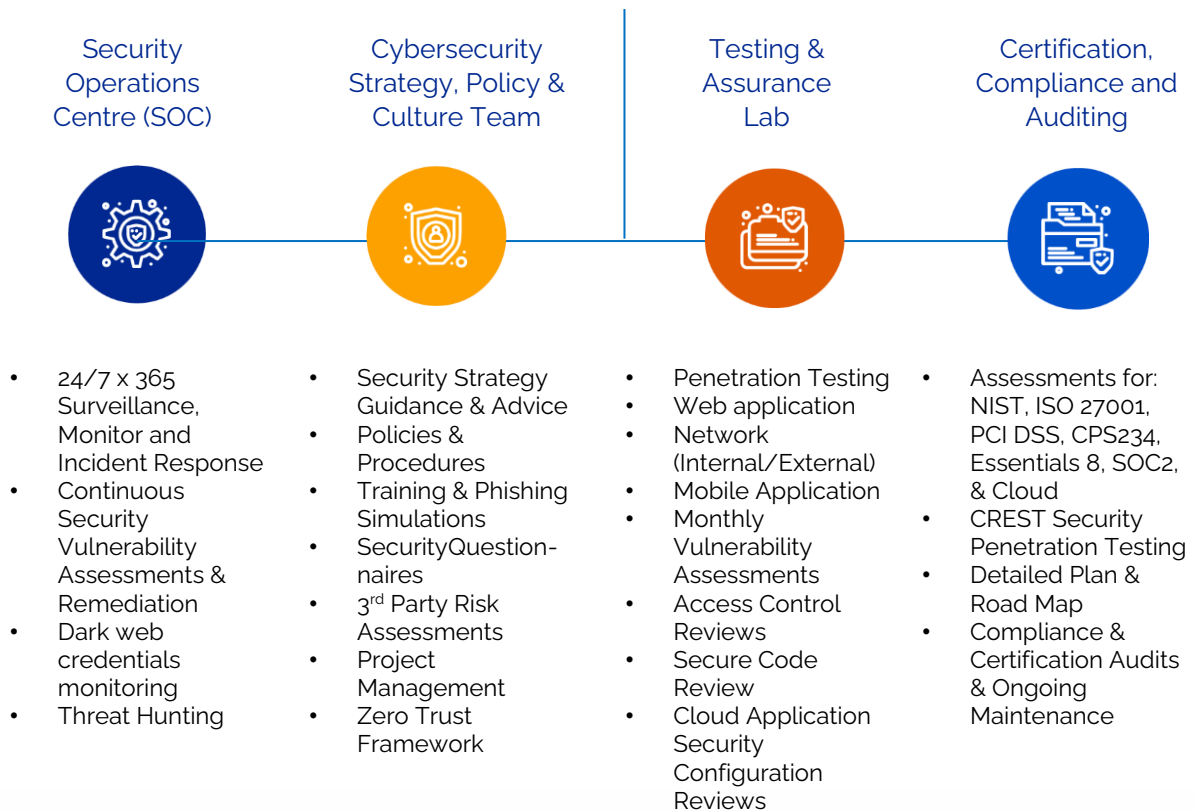 Security
Operations
Centre (SOC)
Cybersecurity
Strategy, Policy &
Culture Team
Testing &
Assurance
Lab
Certification,
Compliance and
Auditing
• 24/7 x 365
Surveillance,
Monitor and
Incident Response
• Continuous
Security
Vulnerability
Assessments &
Remediation
• Dark web
credentials
monitoring
• Threat Hunting
• Security Strategy
Guidance & Advice
• Policies &
Procedures
• Training & Phishing
Simulations
• SecurityQuestion-
naires
• 3rd Party Risk
Assessments
• Project
Management
• Zero Trust
Framework
• Penetration Testing
• Web application
• Network
(Internal/External)
• Mobile Application
• Monthly
Vulnerability
Assessments
• Access Control
Reviews
• Secure Code
Review
• Cloud Application
Security
Configuration
Reviews
• Assessments for:
NIST, ISO 27001,
PCI DSS, CPS234,
Essentials 8, SOC2,
& Cloud
• CREST Security
Penetration Testing
• Detailed Plan &
Road Map
• Compliance &
Certification Audits
& Ongoing
Maintenance